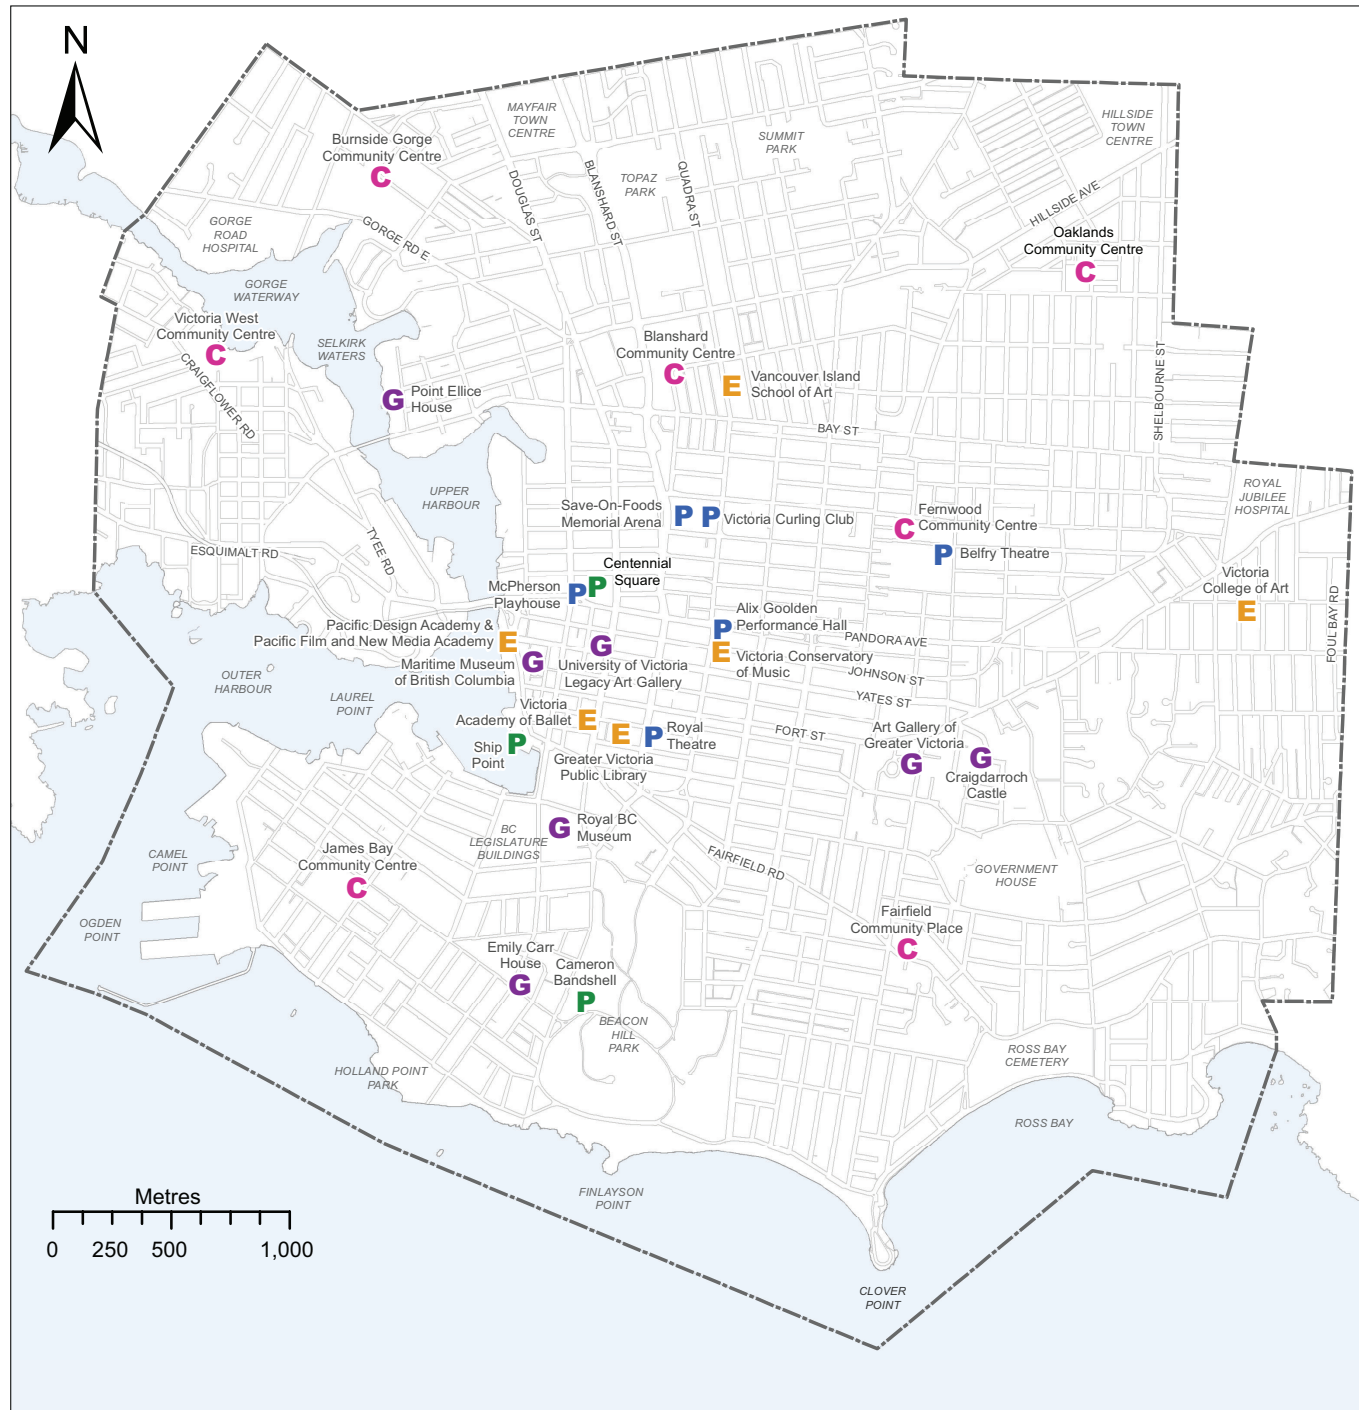 N
MAYFAIR
TOWN
CENTRE
SUMMIT
PARK
HILLSIDE
TOWN
CENTRE
Burnside Gorge
Community Centre
C
TOPAZ
PARK
DOUGLAS ST
BLANSHARD ST
QUADRA ST
HILLSIDE AVE
GORGE
ROAD
HOSPITAL
GORGE RD E
Oaklands
Community Centre
C
GORGE
WATERWAY
Victoria West
Community Centre
C
SELKIRK
WATERS
CRAIGFLOWER RD
Blanshard
Community Centre
C
E
Vancouver Island
School of Art
G
Point Ellice
House
SHELBOURNE ST
BAY ST
UPPER
HARBOUR
ROYAL
JUBILEE
HOSPITAL
Save-On-Foods
Memorial Arena
P
P
Victoria Curling Club
C
Fernwood
Community Centre
P
Belfry Theatre
ESQUIMALT RD
TYEE RD
Centennial
Square
McPherson
Playhouse
P
P
Victoria
College of Art
E
FOUL BAY RD
Alix Goolden
Performance Hall
P
PANDORA AVE
Pacific Design Academy &
Pacific Film and New Media Academy
E
G
E
Victoria Conservatory
of Music
Maritime Museum
of British Columbia
G
University of Victoria
Legacy Art Gallery
JOHNSON ST
OUTER
HARBOUR
LAUREL
POINT
YATES ST
Victoria
Academy of Ballet
E
E
P
Royal
Theatre
FORT ST
Art Gallery of
Greater Victoria
G
G
Craigdarroch
Castle
Ship
Point
P
Greater Victoria
Public Library
BC
LEGISLATURE
BUILDINGS
G
Royal BC
Museum
James Bay
Community Centre
C
CAMEL
POINT
FAIRFIELD RD
GOVERNMENT
HOUSE
OGDEN
POINT
Fairfield
Community Place
C
Emily Carr
House
G
Cameron
Bandshell
P
BEACON
HILL
PARK
ROSS BAY
CEMETERY
HOLLAND POINT
PARK
ROSS BAY
FINLAYSON
POINT
Metres
0 250 500 1,000
CLOVER
POINT